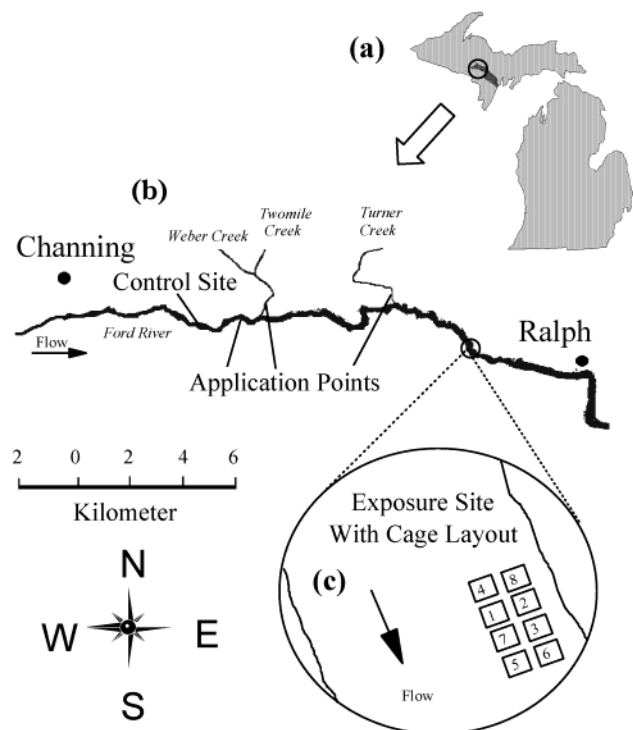 (a)
(b)
Twomile
Creek
Weber Creek
Turner
Creek
Channing
Control Site
Ford River
Flow
Ralph
Application Points
2 0 2 4 6
Kilometer
Exposure Site
With Cage Layout
(c)
4 8
1 2
7 3
5 6
Flow
N
W E
S